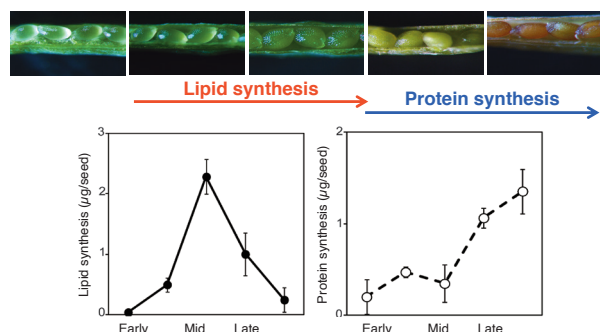 Lipid synthesis
Protein synthesis
Lipid synthesis (µg/seed)
3
2
1
0
Early Mid Late
Protein synthesis (µg/seed)
2
1
0
Early Mid Late